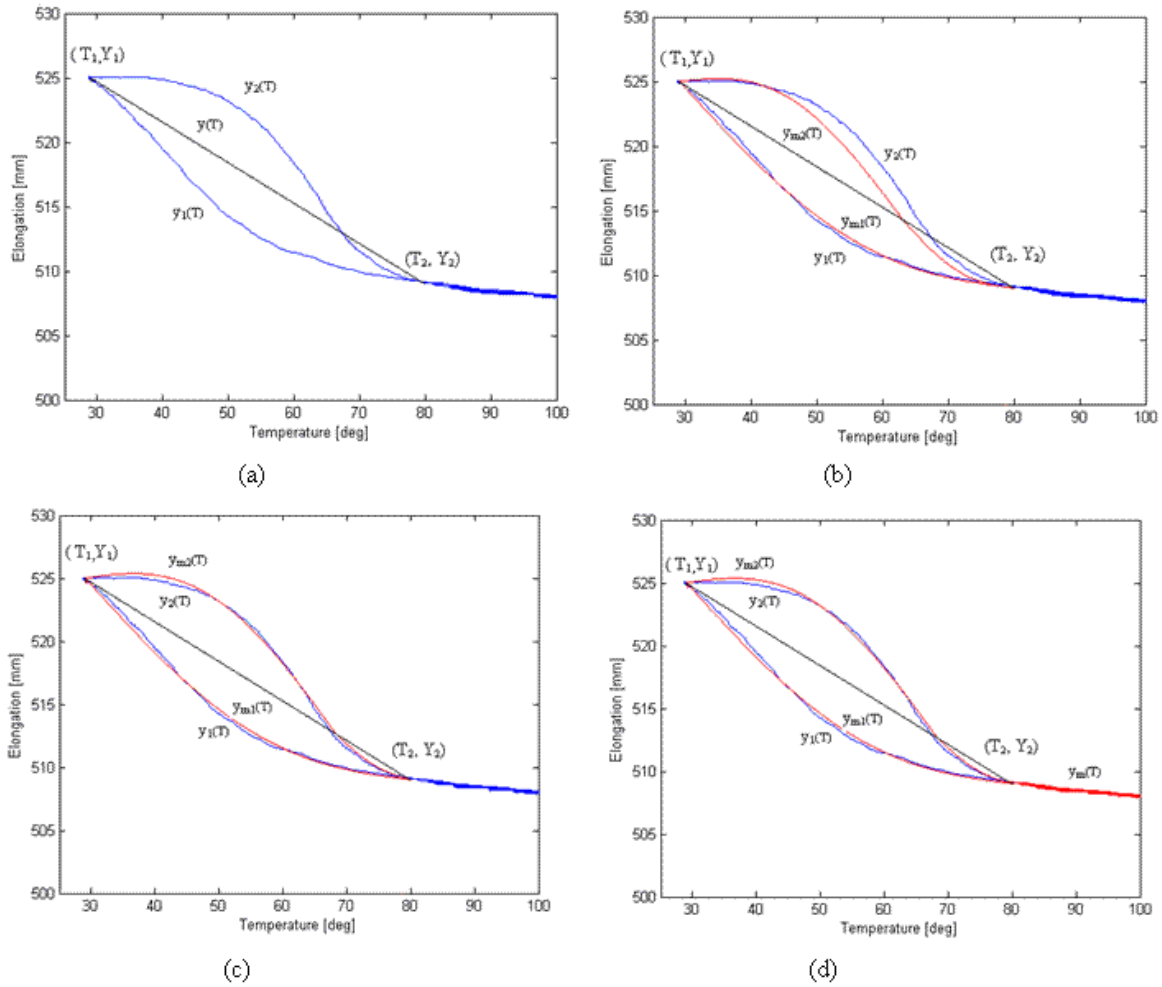 530
525
520
515
510
505
500
Elongation [mm]
(T₁,Y₁)
y₂(T)
y(T)
y₁(T)
(T₂, Y₂)
30 40 50 60 70 80 90 100
Temperature [deg]
(a)
530
525
520
515
510
505
500
Elongation [mm]
(T₁,Y₁)
yₘ₂(T)
y₂(T)
yₘ₁(T)
y₁(T)
(T₂, Y₂)
30 40 50 60 70 80 90 100
Temperature [deg]
(b)
530
525
520
515
510
505
500
Elongation [mm]
(T₁,Y₁)
yₘ₂(T)
y₂(T)
yₘ₁(T)
y₁(T)
(T₂, Y₂)
30 40 50 60 70 80 90 100
Temperature [deg]
(c)
530
525
520
515
510
505
500
Elongation [mm]
(T₁,Y₁)
yₘ₂(T)
y₂(T)
yₘ₁(T)
y₁(T)
(T₂, Y₂)
yₘ(T)
30 40 50 60 70 80 90 100
Temperature [deg]
(d)